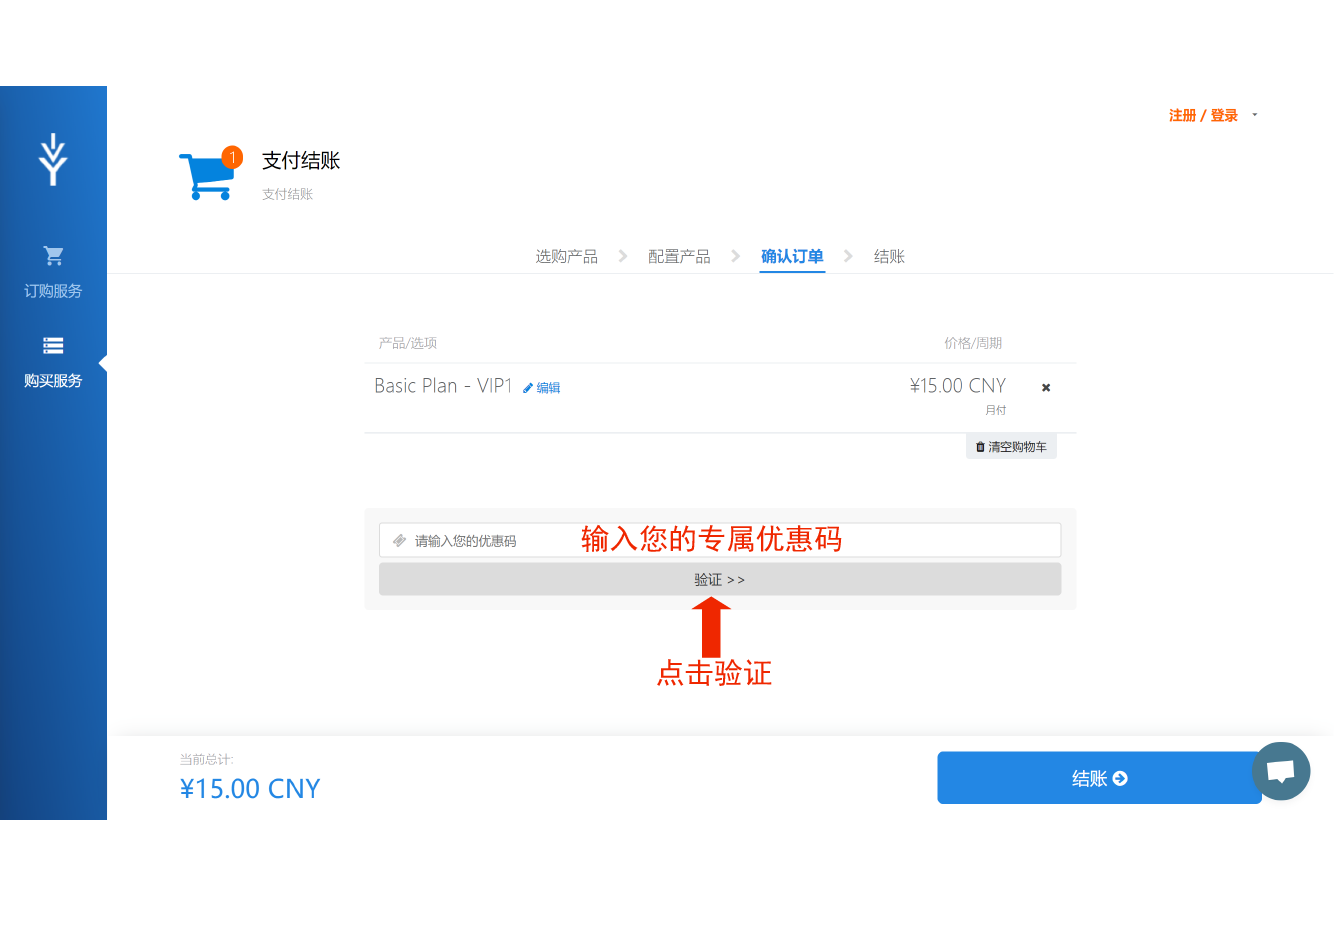 注册 / 登录
1
支付结账
支付结账
订购服务
购买服务
选购产品 配置产品 确认订单 结账
产品/选项 价格/周期
Basic Plan - VIP1 编辑 ¥15.00 CNY
月付
清空购物车
请输入您的优惠码 输入您的专属优惠码
验证 >>
点击验证
当前总计:
¥15.00 CNY
结账